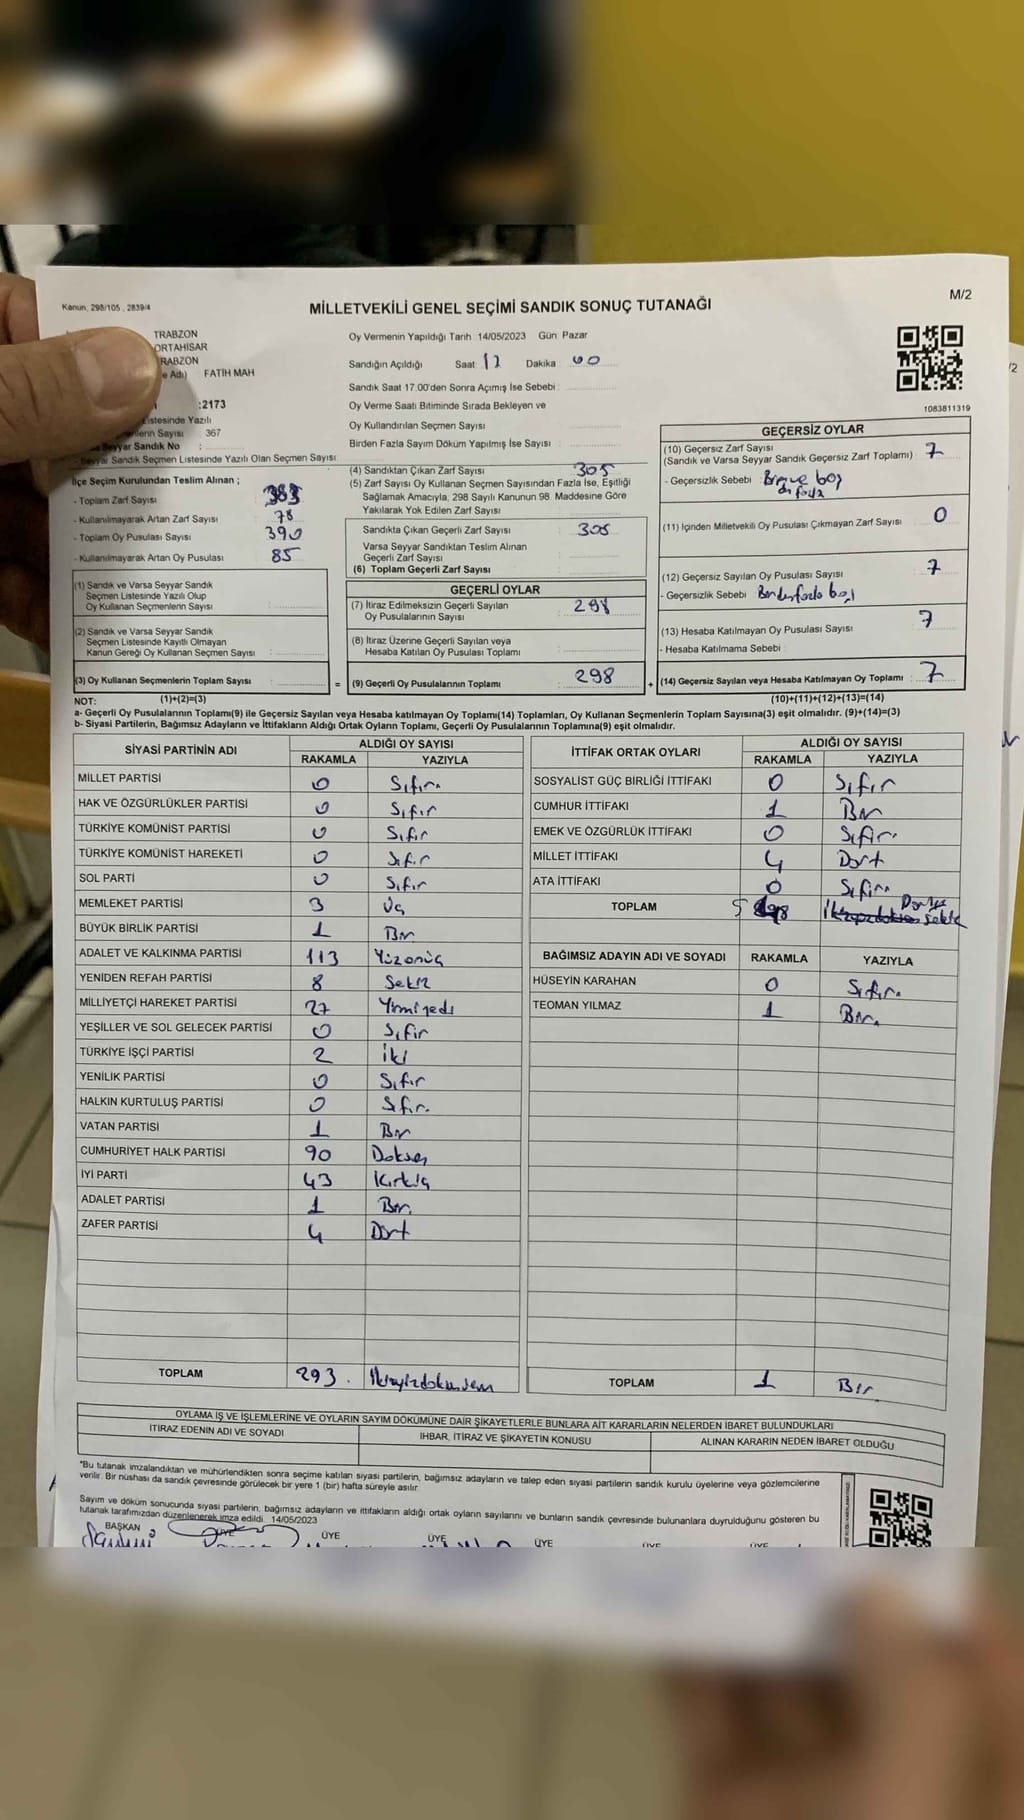 Kanun, 298/105, 2839/4
MİLLETVEKİLİ GENEL SEÇİMİ SANDIK SONUÇ TUTANAĞI
M/2
TRABZON
ORTAHİSAR
RABZON
e Adı) FATİH MAH
:2173
Listesinde Yazılı
Sayısı 367
Seyyar Sandık No :
- Seyyar Sandık Seçmen Listesinde Yazılı Olan Seçmen Sayısı
İlçe Seçim Kurulundan Teslim Alınan ;
- Toplam Zarf Sayısı 383
- Kullanılmayarak Artan Zarf Sayısı 78
- Toplam Oy Pusulası Sayısı 390
- Kullanılmayarak Artan Oy Pusulası 85
Oy Vermenin Yapıldığı Tarih 14/05/2023 Gün: Pazar
Sandığın Açıldığı Saat 17 Dakika 00
Sandık Saat 17.00'den Sonra Açımış İse Sebebi
Oy Verme Saati Bitiminde Sırada Bekleyen ve
Oy Kullandırılan Seçmen Sayısı
Birden Fazla Sayım Döküm Yapılmış İse Sayısı
(4) Sandıktan Çıkan Zarf Sayısı 305
(5) Zarf Sayısı Oy Kullanan Seçmen Sayısından Fazla İse, Eşitliği
Sağlamak Amacıyla, 298 Sayılı Kanunun 98. Maddesine Göre
Yakılarak Yok Edilen Zarf Sayısı
Sandıkta Çıkan Geçerli Zarf Sayısı 305
Varsa Seyyar Sandıktan Teslim Alınan
Geçerli Zarf Sayısı
(6) Toplam Geçerli Zarf Sayısı
1083811319
GEÇERSİZ OYLAR
(10) Geçersiz Zarf Sayısı 7
(Sandık ve Varsa Seyyar Sandık Geçersiz Zarf Toplamı)
- Geçersizlik Sebebi
(11) İçinden Milletvekili Oy Pusulası Çıkmayan Zarf Sayısı 0
(12) Geçersiz Sayılan Oy Pusulası Sayısı 7
- Geçersizlik Sebebi
(13) Hesaba Katılmayan Oy Pusulası Sayısı 7
- Hesaba Katılmama Sebebi
(14) Geçersiz Sayılan veya Hesaba Katılmayan Oy Toplamı 7
(10)+(11)+(12)+(13)=(14)
(1) Sandık ve Varsa Seyyar Sandık
Seçmen Listesinde Yazılı Olup
Oy Kullanan Seçmenlerin Sayısı
(2) Sandık ve Varsa Seyyar Sandık
Seçmen Listesinde Kayıtlı Olmayan
Kanun Gereği Oy Kullanan Seçmen Sayısı :
(3) Oy Kullanan Seçmenlerin Toplam Sayısı =
GEÇERLİ OYLAR
(7) İtiraz Edilmeksizin Geçerli Sayılan
Oy Pusulalarının Sayısı 298
(8) İtiraz Üzerine Geçerli Sayılan veya
Hesaba Katılan Oy Pusulası Toplamı
(9) Geçerli Oy Pusulalarının Toplamı 298 +
NOT: (1)+(2)=(3)
a- Geçerli Oy Pusulalarının Toplamı(9) ile Geçersiz Sayılan veya Hesaba katılmayan Oy Toplamı(14) Toplamları, Oy Kullanan Seçmenlerin Toplam Sayısına(3) eşit olmalıdır. (9)+(14)=(3)
b- Siyasi Partilerin, Bağımsız Adayların ve İttifakların Aldığı Ortak Oyların Toplamı, Geçerli Oy Pusulalarının Toplamına(9) eşit olmalıdır.
SİYASİ PARTİNİN ADI ALDIĞI OY SAYISI
RAKAMLA YAZIYLA
MİLLET PARTİSİ 0 Sıfır.
HAK VE ÖZGÜRLÜKLER PARTİSİ 0 Sıfır
TÜRKİYE KOMÜNİST PARTİSİ 0 Sıfır
TÜRKİYE KOMÜNİST HAREKETİ 0 Sıfır
SOL PARTİ 0 Sıfır
MEMLEKET PARTİSİ 3 Üç
BÜYÜK BİRLİK PARTİSİ 1 Bir
ADALET VE KALKINMA PARTİSİ 113 Yüzonüç
YENİDEN REFAH PARTİSİ 8 Sekiz
MİLLİYETÇİ HAREKET PARTİSİ 27 Yirmiyedi
YEŞİLLER VE SOL GELECEK PARTİSİ 0 Sıfır
TÜRKİYE İŞÇİ PARTİSİ 2 İki
YENİLİK PARTİSİ 0 Sıfır
HALKIN KURTULUŞ PARTİSİ 0 Sıfır.
VATAN PARTİSİ 1 Bir
CUMHURİYET HALK PARTİSİ 90 Doksan
İYİ PARTİ 43 Kırküç
ADALET PARTİSİ 1 Bir.
ZAFER PARTİSİ 4 Dört
TOPLAM 293.
İTTİFAK ORTAK OYLARI ALDIĞI OY SAYISI
RAKAMLA YAZIYLA
SOSYALİST GÜÇ BİRLİĞİ İTTİFAKI 0 Sıfır
CUMHUR İTTİFAKI 1 Bir
EMEK VE ÖZGÜRLÜK İTTİFAKI 0 Sıfır.
MİLLET İTTİFAKI 4 Dört
ATA İTTİFAKI 0 Sıfır.
TOPLAM 5
BAĞIMSIZ ADAYIN ADI VE SOYADI RAKAMLA YAZIYLA
HÜSEYİN KARAHAN 0 Sıfır.
TEOMAN YILMAZ 1 Bir.
TOPLAM 1 Bir
OYLAMA İŞ VE İŞLEMLERİNE VE OYLARIN SAYIM DÖKÜMÜNE DAİR ŞİKAYETLERLE BUNLARA AİT KARARLARIN NELERDEN İBARET BULUNDUKLARI
İTİRAZ EDENİN ADI VE SOYADI İHBAR, İTİRAZ VE ŞİKAYETİN KONUSU ALINAN KARARIN NEDEN İBARET OLDUĞU
"Bu tutanak imzalandıktan ve mühürlendikten sonra seçime katılan siyasi partilerin, bağımsız adayların ve talep eden siyasi partilerin sandık kurulu üyelerine veya gözlemcilerine
verilir. Bir nüshası da sandık çevresinde görülecek bir yere 1 (bir) hafta süreyle asılır.
Sayım ve döküm sonucunda siyasi partilerin, bağımsız adayların ve ittifakların aldığı ortak oyların sayılarını ve bunların sandık çevresinde bulunanlara duyrulduğunu gösteren bu
tutanak tarafımızdan düzenlenerek imza edildi. 14/05/2023
BAŞKAN ÜYE ÜYE ÜYE ÜYE ÜYE ÜYE